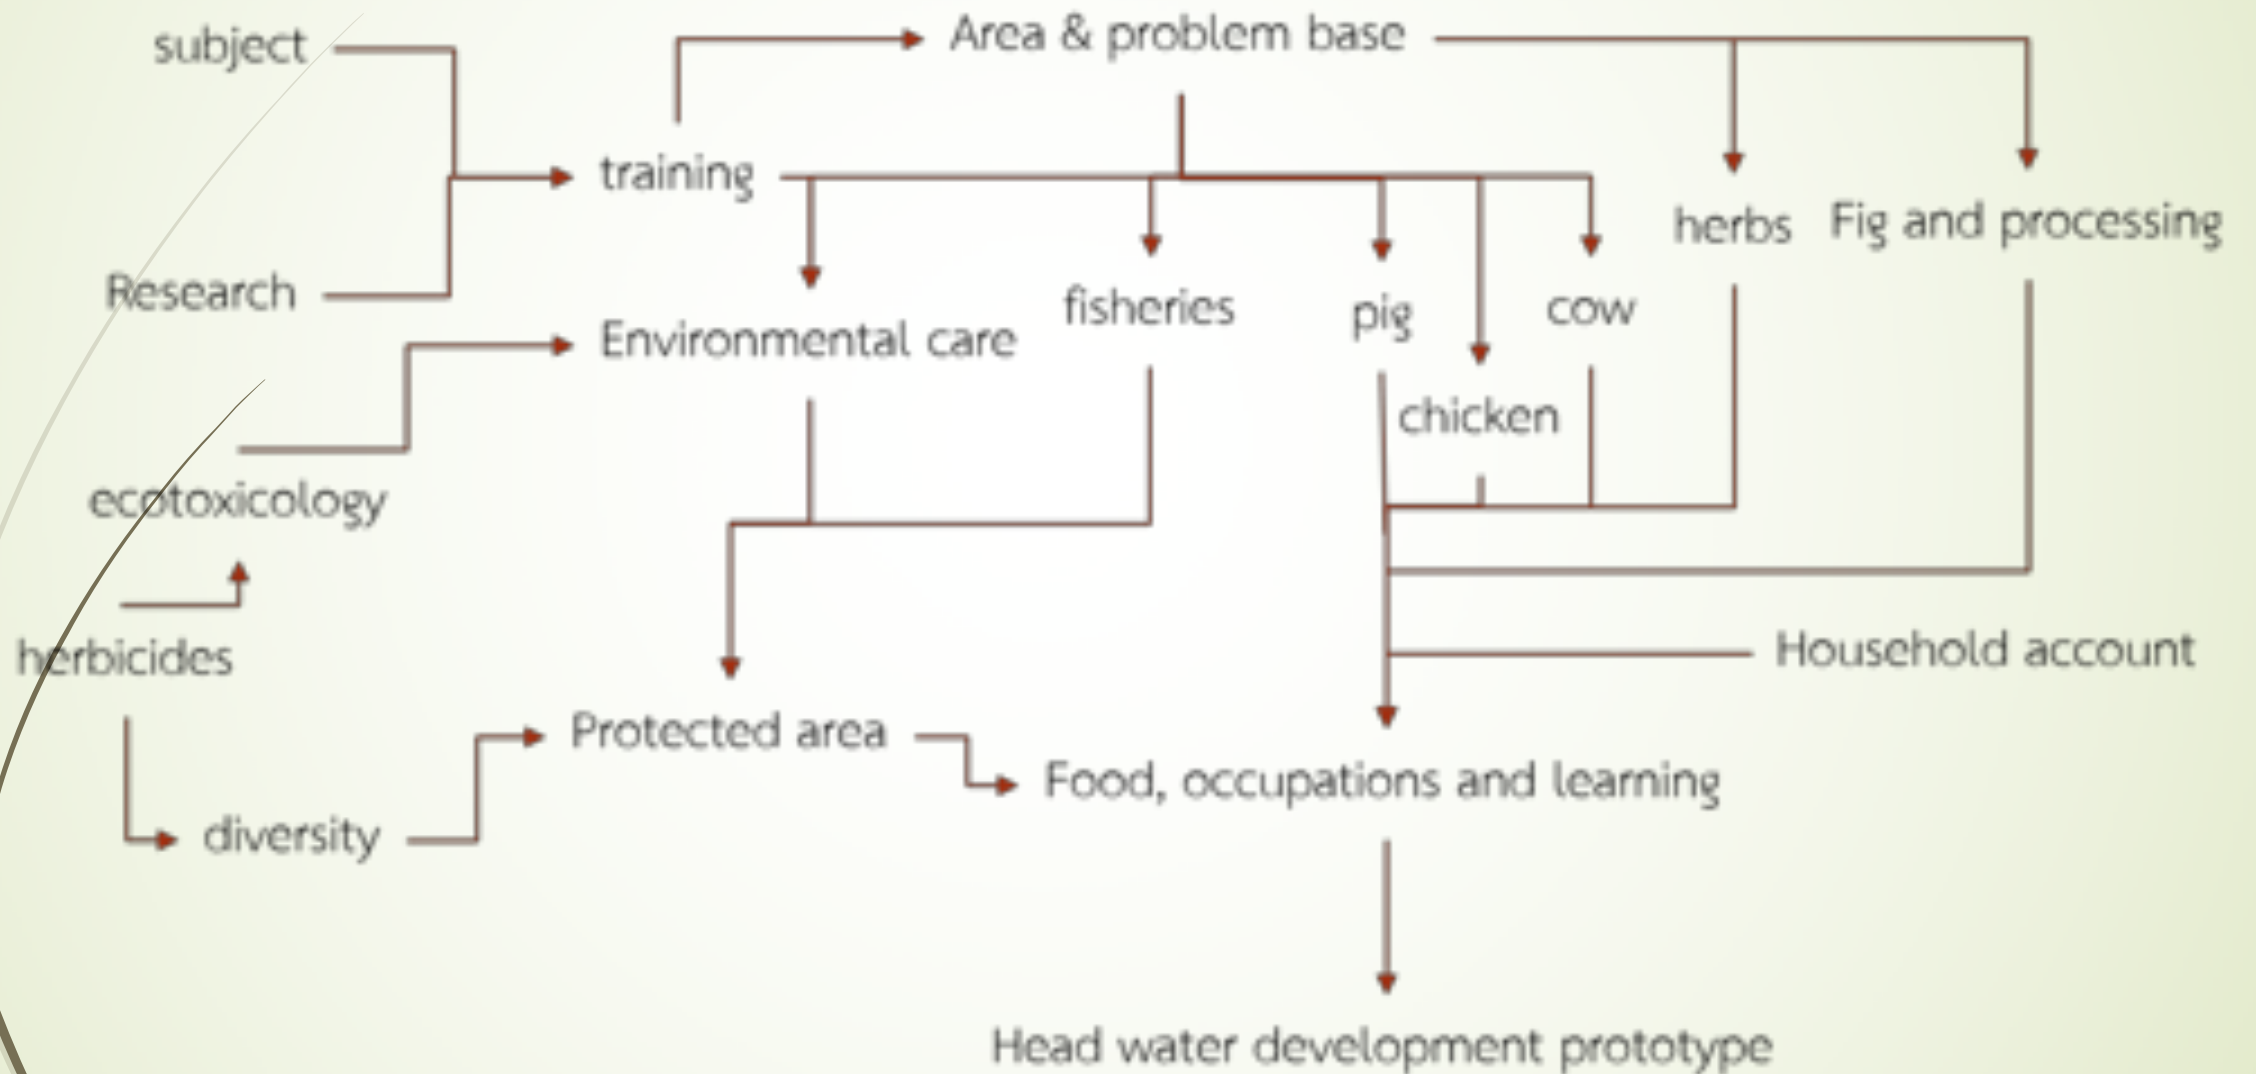 subject
Area & problem base
training
herbs
Fig and processing
Research
Environmental care
fisheries
pig
cow
chicken
ecotoxicology
herbicides
Household account
Protected area
Food, occupations and learning
diversity
Head water development prototype